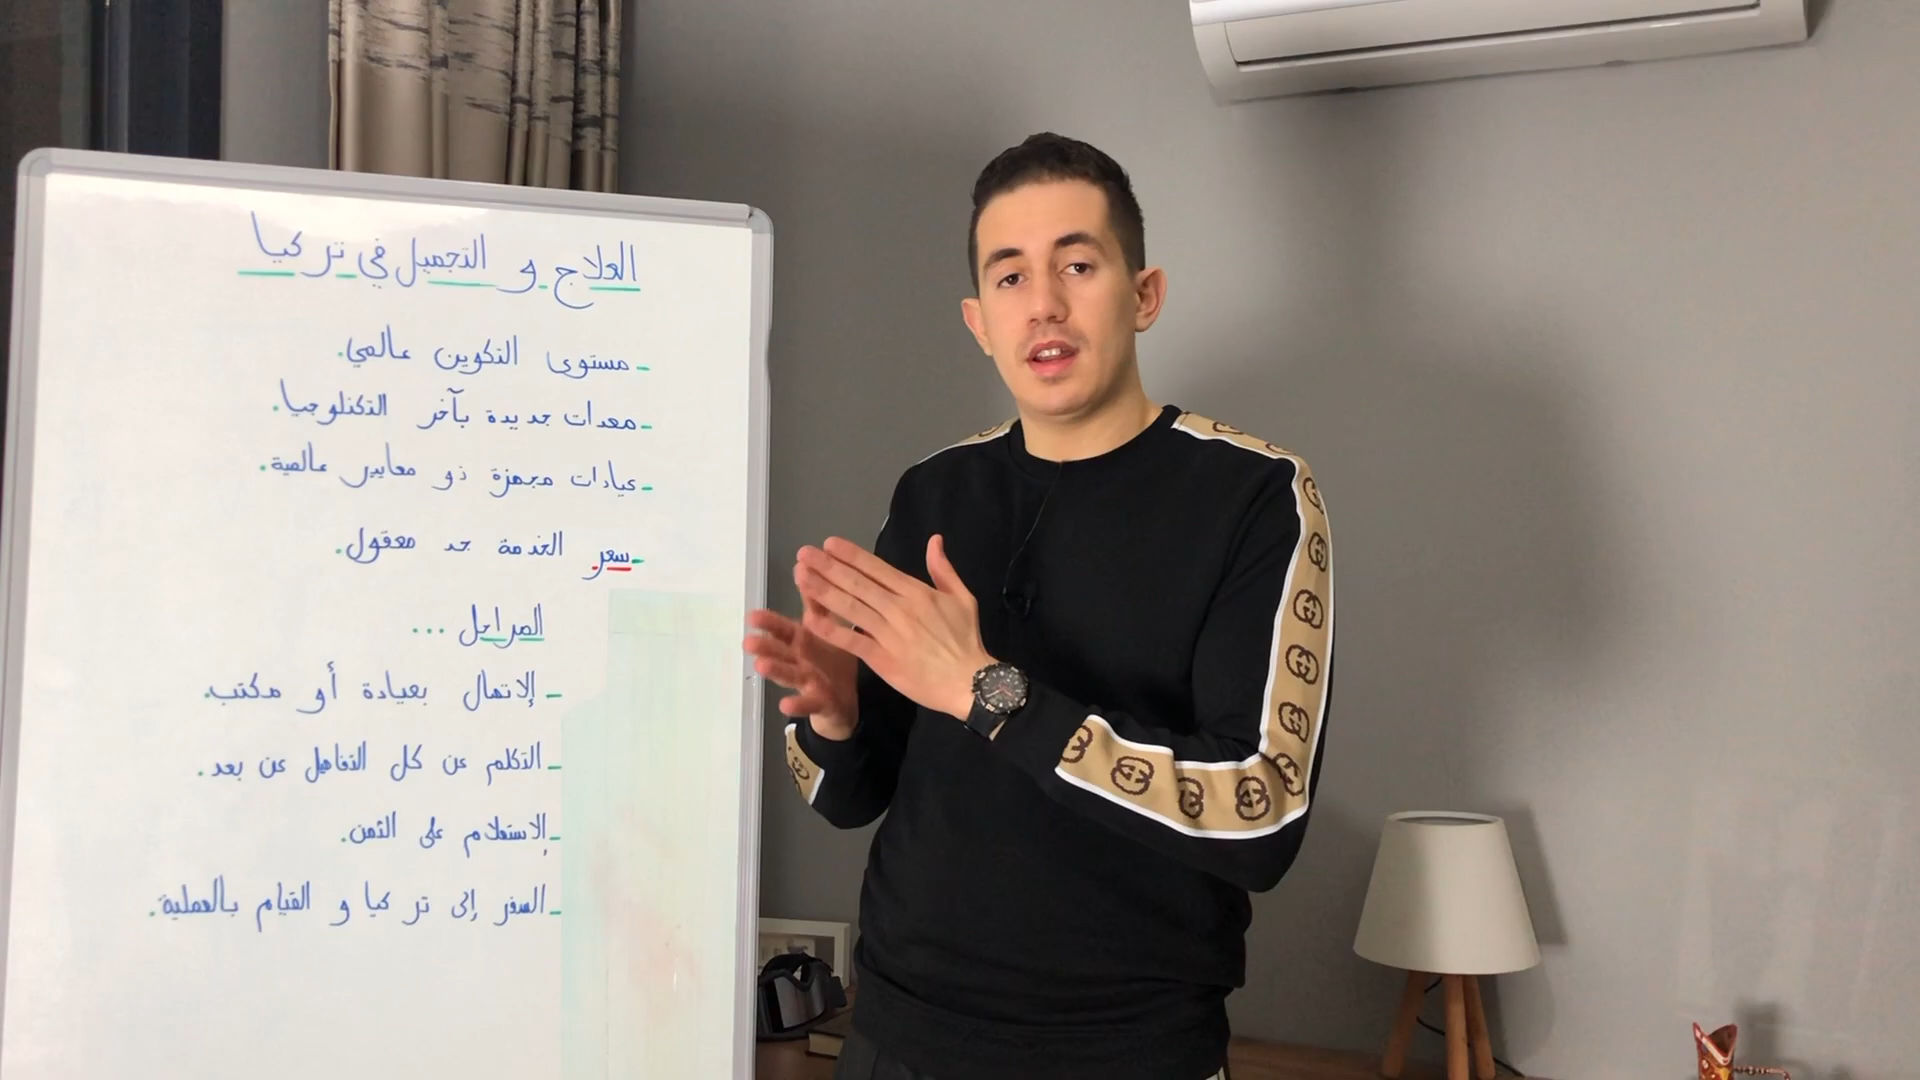 العلاج و التجميل في تركيا
- مستوى التكوين عالمي.
- معدات جديدة بآخر التكنلوجيا.
- عيادات مجهزة ذو معايير عالمية.
- سعر الخدمة جد معقول.
المراحل ...
- الإتصال بعيادة أو مكتب.
- التكلم عن كل التفاصيل عن بعد.
- الإستعلام على الثمن.
- السفر إلى تركيا و القيام بالعملية.